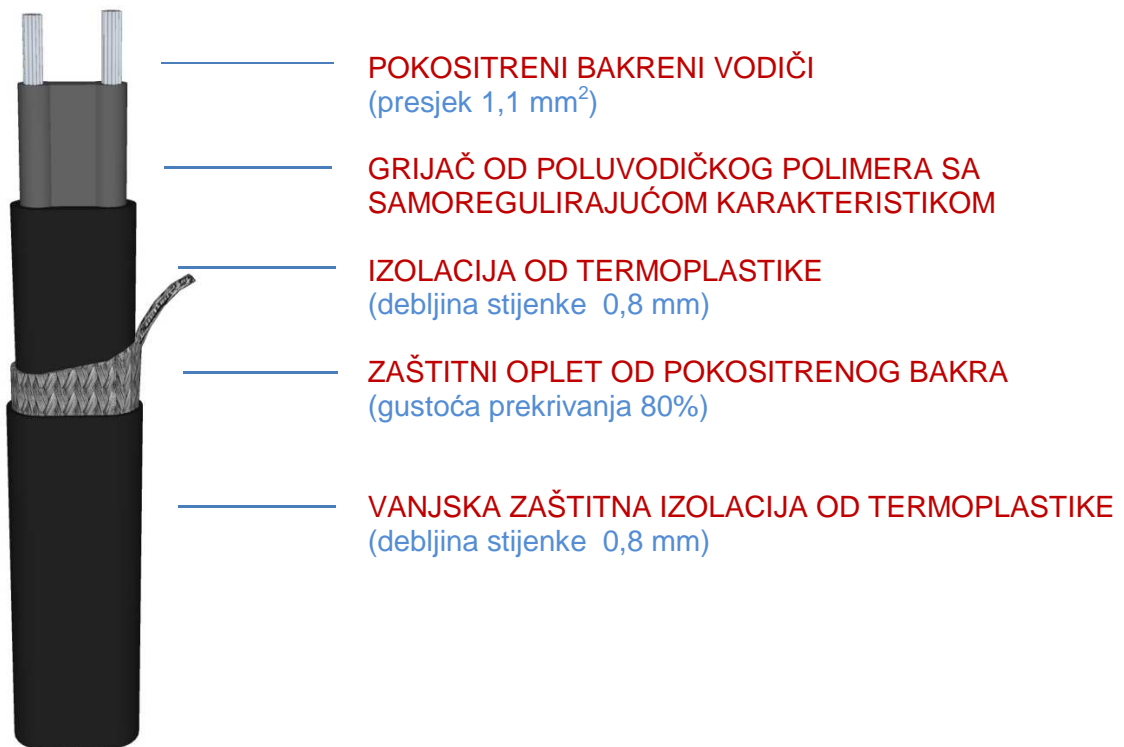 POKOSITRENI BAKRENI VODIČI
(presjek 1,1 mm²)
GRIJAČ OD POLUVODIČKOG POLIMERA SA
SAMOREGULIRAJUĆOM KARAKTERISTIKOM
IZOLACIJA OD TERMOPLASTIKE
(debljina stijenke 0,8 mm)
ZAŠTITNI OPLET OD POKOSITRENOG BAKRA
(gustoća prekrivanja 80%)
VANJSKA ZAŠTITNA IZOLACIJA OD TERMOPLASTIKE
(debljina stijenke 0,8 mm)